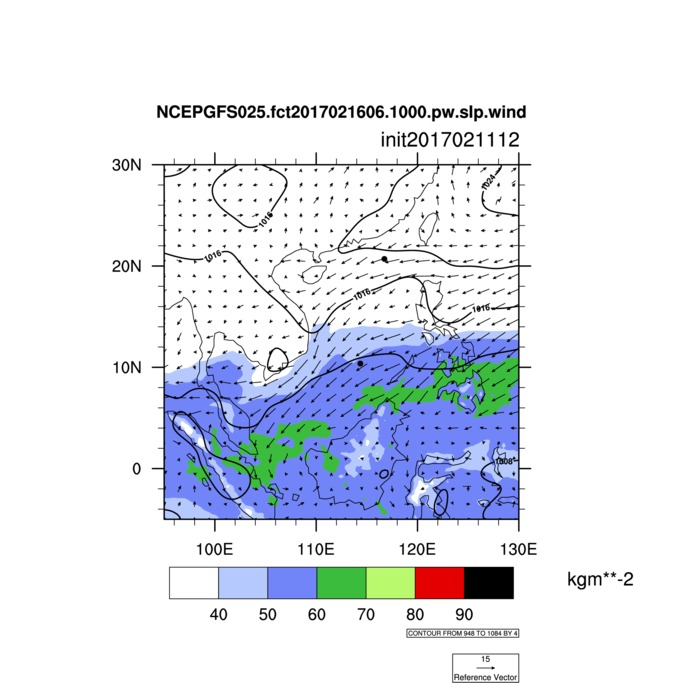 NCEPGFS025.fct2017021606.1000.pw.slp.wind
init2017021112
30N
1024
1016
1016
20N
1016
1016
10N
1008
0
100E 110E 120E 130E
kgm**-2
40 50 60 70 80 90
CONTOUR FROM 948 TO 1084 BY 4
15
Reference Vector